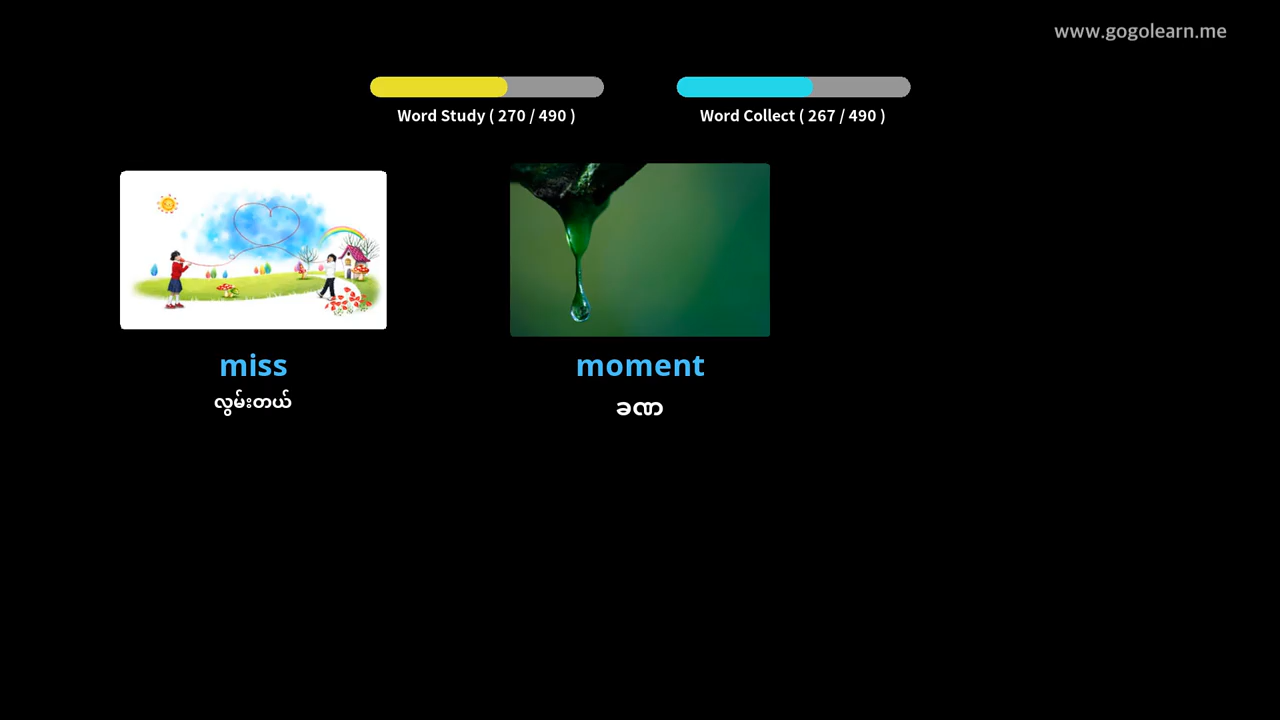 www.gogolearn.me
Word Study ( 270 / 490 )
Word Collect ( 267 / 490 )
miss
လွမ်းတယ်
moment
ခဏ